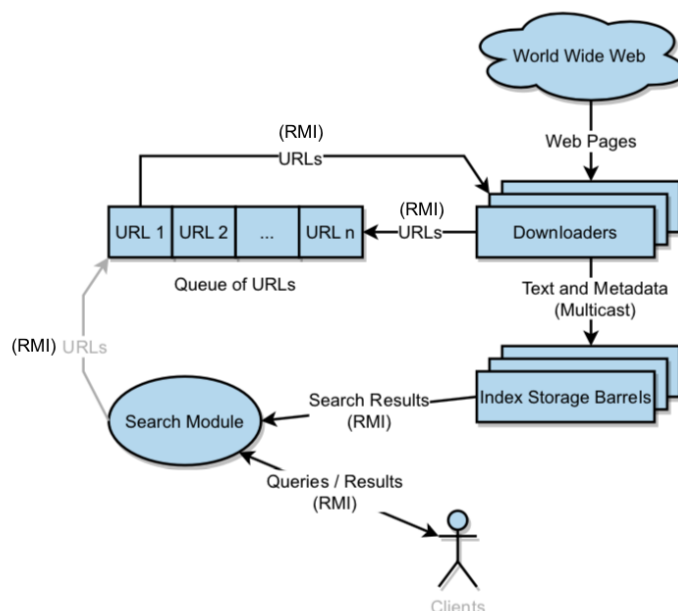 World Wide Web
(RMI)
URLs
Web Pages
(RMI)
URLs
URL 1
URL 2
...
URL n
Downloaders
Queue of URLs
Text and Metadata
(Multicast)
(RMI) URLs
Search Results
(RMI)
Index Storage Barrels
Search Module
Queries / Results
(RMI)
Clients